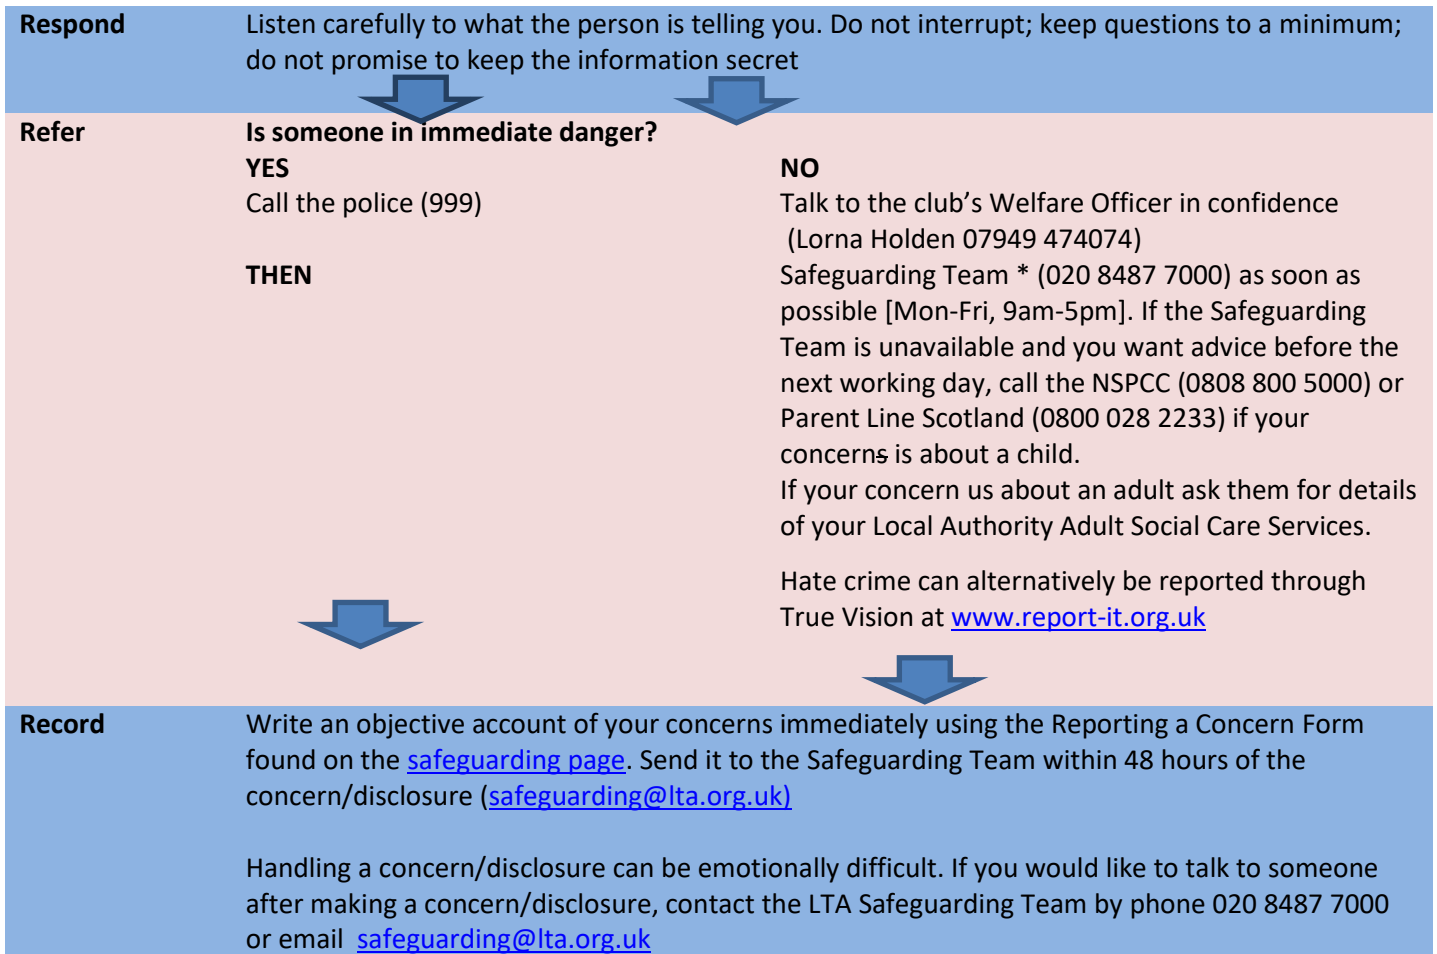 Respond
Listen carefully to what the person is telling you. Do not interrupt; keep questions to a minimum;
do not promise to keep the information secret
Refer
Is someone in immediate danger?
YES
Call the police (999)
THEN
NO
Talk to the club’s Welfare Officer in confidence
(Lorna Holden 07949 474074)
Safeguarding Team * (020 8487 7000) as soon as
possible [Mon-Fri, 9am-5pm]. If the Safeguarding
Team is unavailable and you want advice before the
next working day, call the NSPCC (0808 800 5000) or
Parent Line Scotland (0800 028 2233) if your
concerns is about a child.
If your concern us about an adult ask them for details
of your Local Authority Adult Social Care Services.
Hate crime can alternatively be reported through
True Vision at www.report-it.org.uk
Record
Write an objective account of your concerns immediately using the Reporting a Concern Form
found on the safeguarding page. Send it to the Safeguarding Team within 48 hours of the
concern/disclosure (safeguarding@lta.org.uk)
Handling a concern/disclosure can be emotionally difficult. If you would like to talk to someone
after making a concern/disclosure, contact the LTA Safeguarding Team by phone 020 8487 7000
or email safeguarding@lta.org.uk